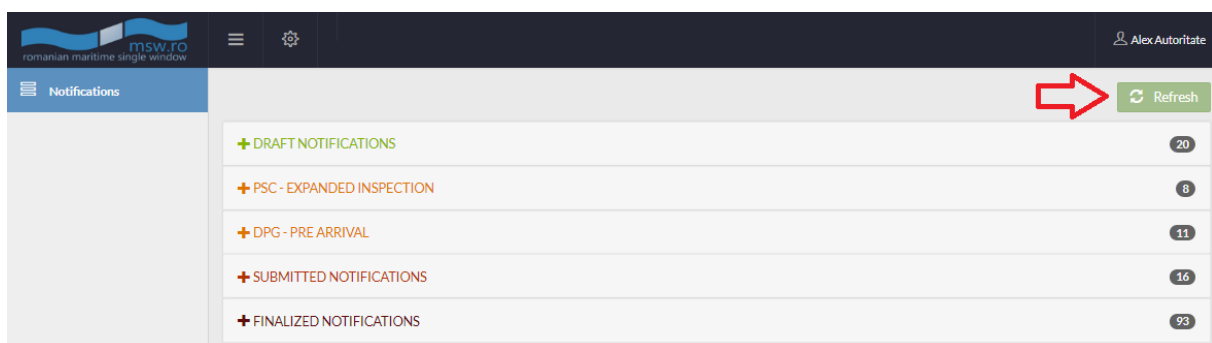 msw.ro
romanian maritime single window
Alex Autoritate
Notifications
Refresh
DRAFT NOTIFICATIONS
20
PSC - EXPANDED INSPECTION
8
DPG - PRE ARRIVAL
11
SUBMITTED NOTIFICATIONS
16
FINALIZED NOTIFICATIONS
93